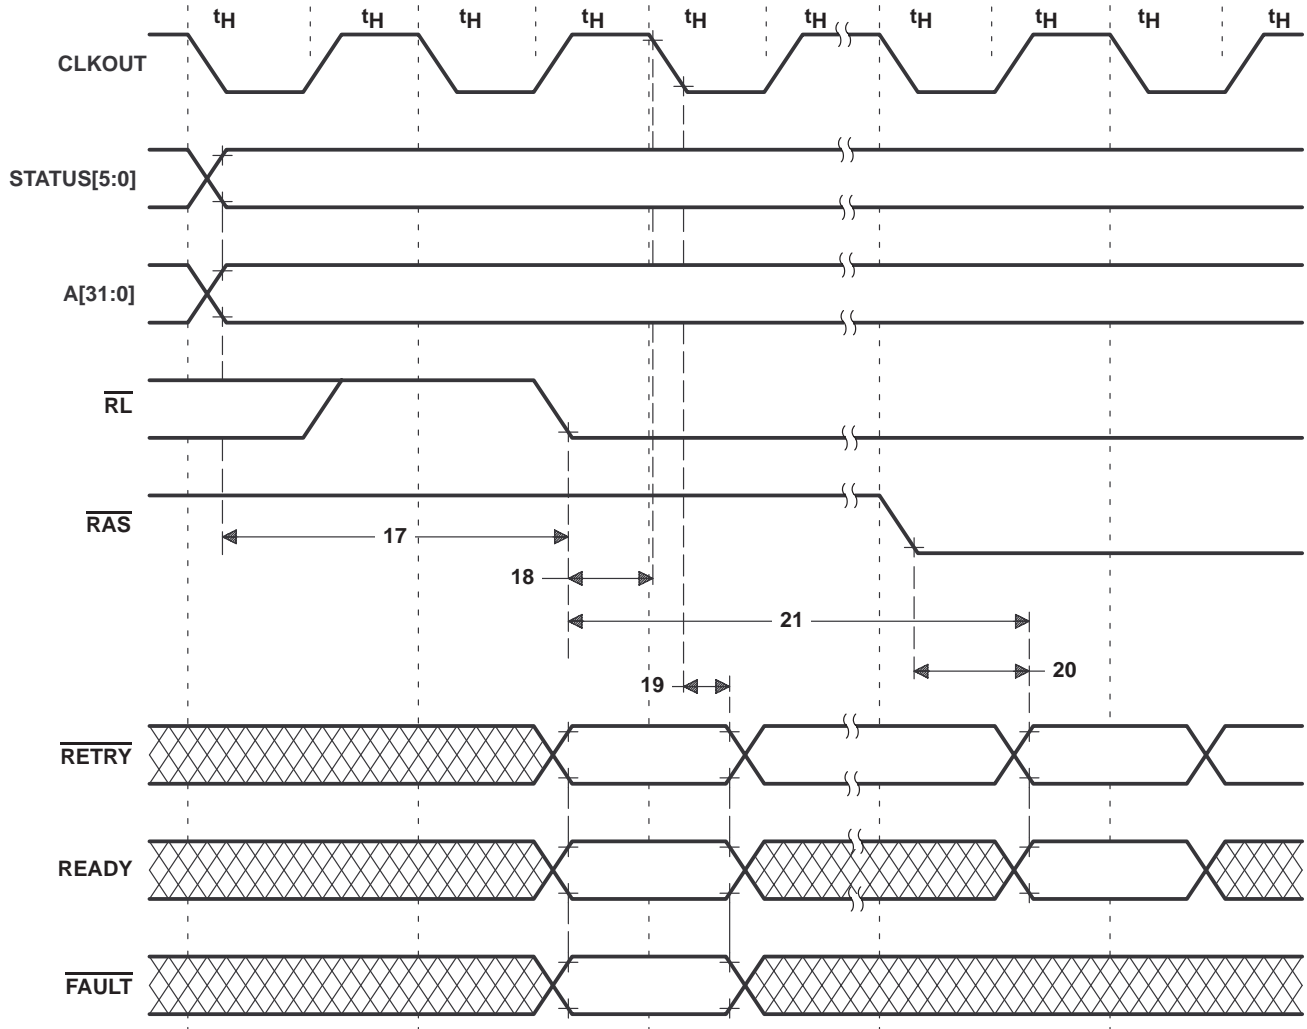 tH tH tH tH tH tH tH tH tH tH
CLKOUT
STATUS[5:0]
A[31:0]
RL
RAS
17
18
21
19
20
RETRY
READY
FAULT